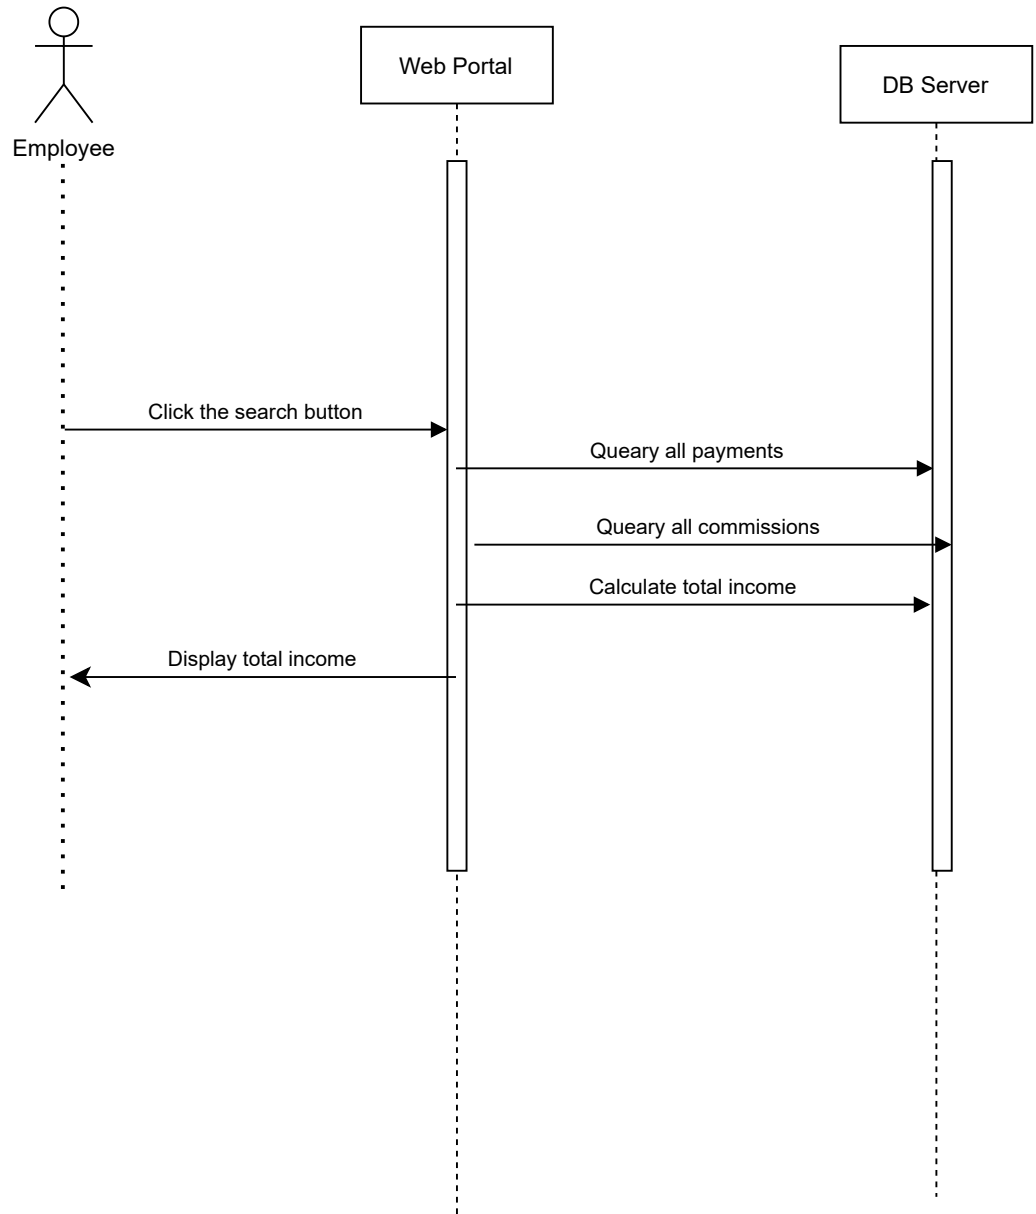 Employee
Web Portal
DB Server
Click the search button
Queary all payments
Queary all commissions
Calculate total income
Display total income